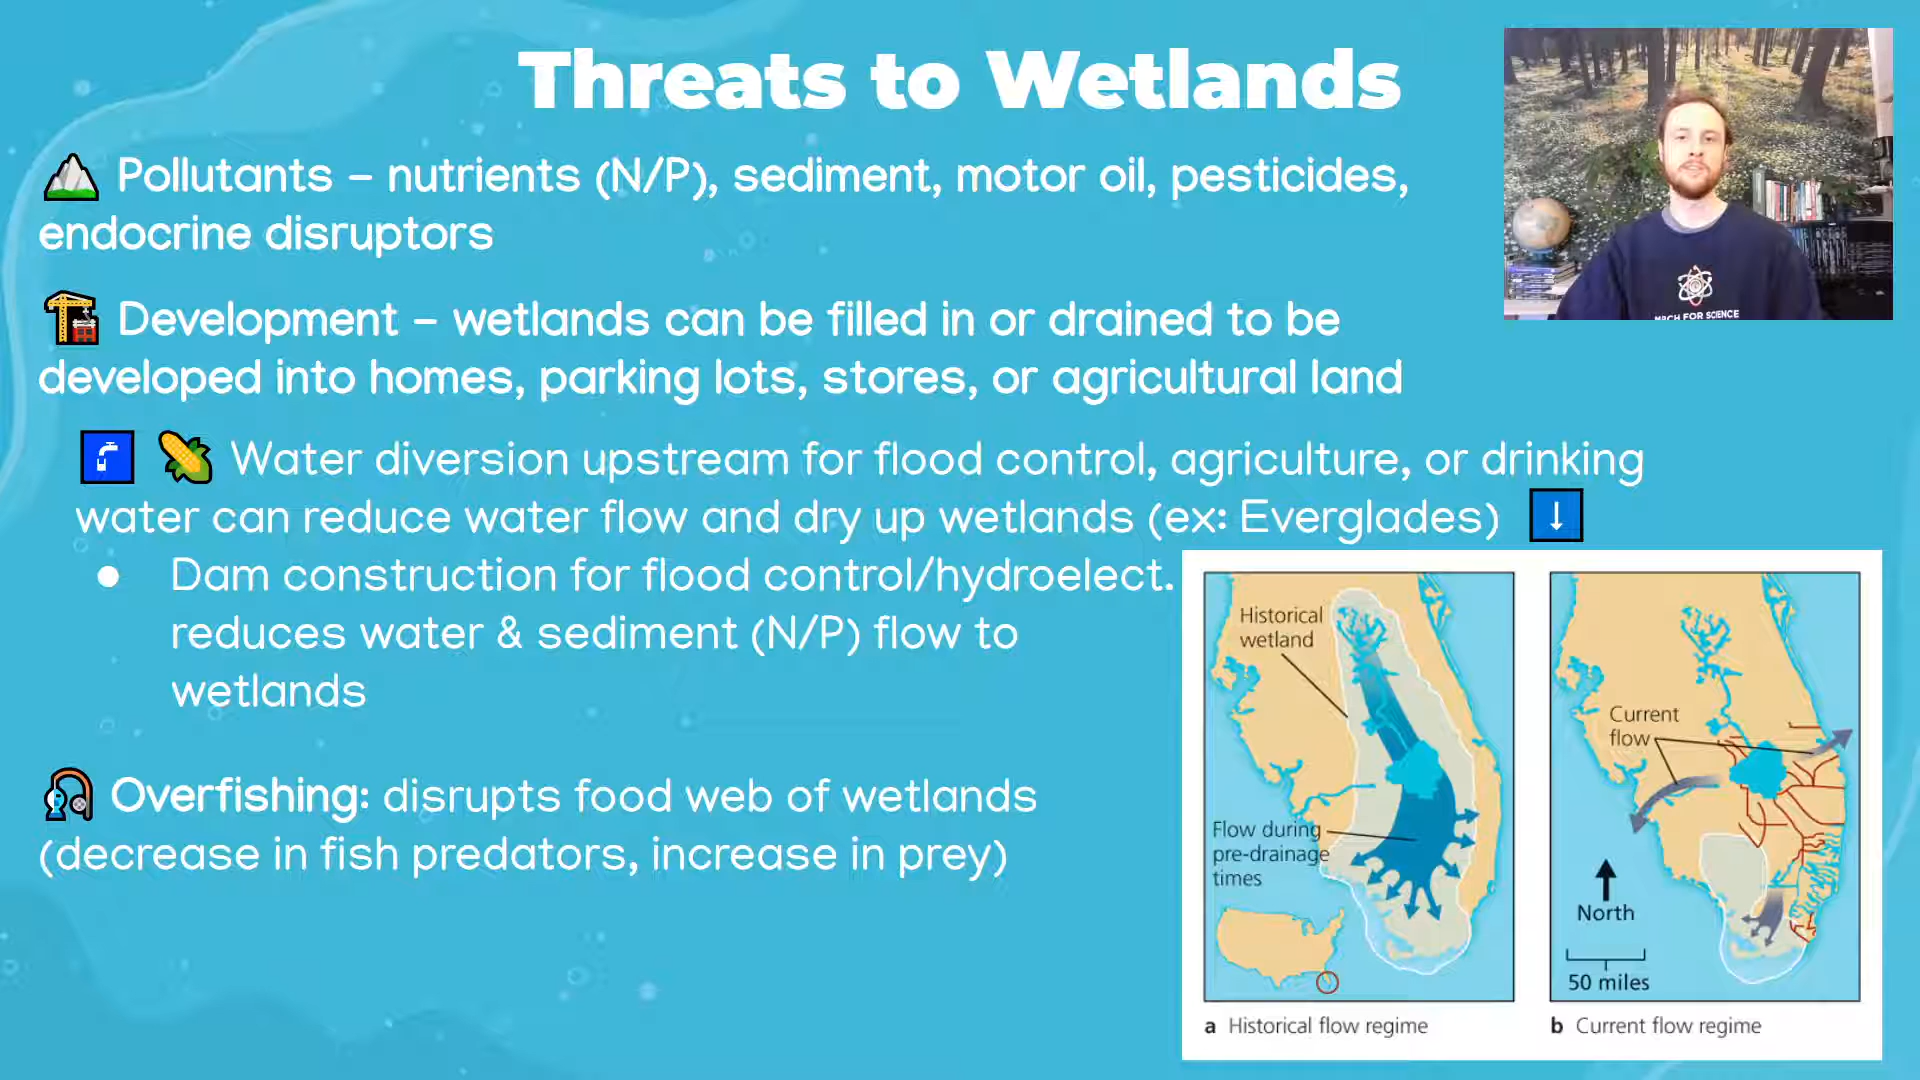 Threats to Wetlands
Pollutants – nutrients (N/P), sediment, motor oil, pesticides,
endocrine disruptors
Development – wetlands can be filled in or drained to be
developed into homes, parking lots, stores, or agricultural land
Water diversion upstream for flood control, agriculture, or drinking
water can reduce water flow and dry up wetlands (ex: Everglades)
● Dam construction for flood control/hydroelect.
reduces water & sediment (N/P) flow to
wetlands
Overfishing: disrupts food web of wetlands
(decrease in fish predators, increase in prey)
FOR SCIENCE
Historical
wetland
Flow during
pre-drainage
times
a Historical flow regime
Current
flow
North
50 miles
b Current flow regime